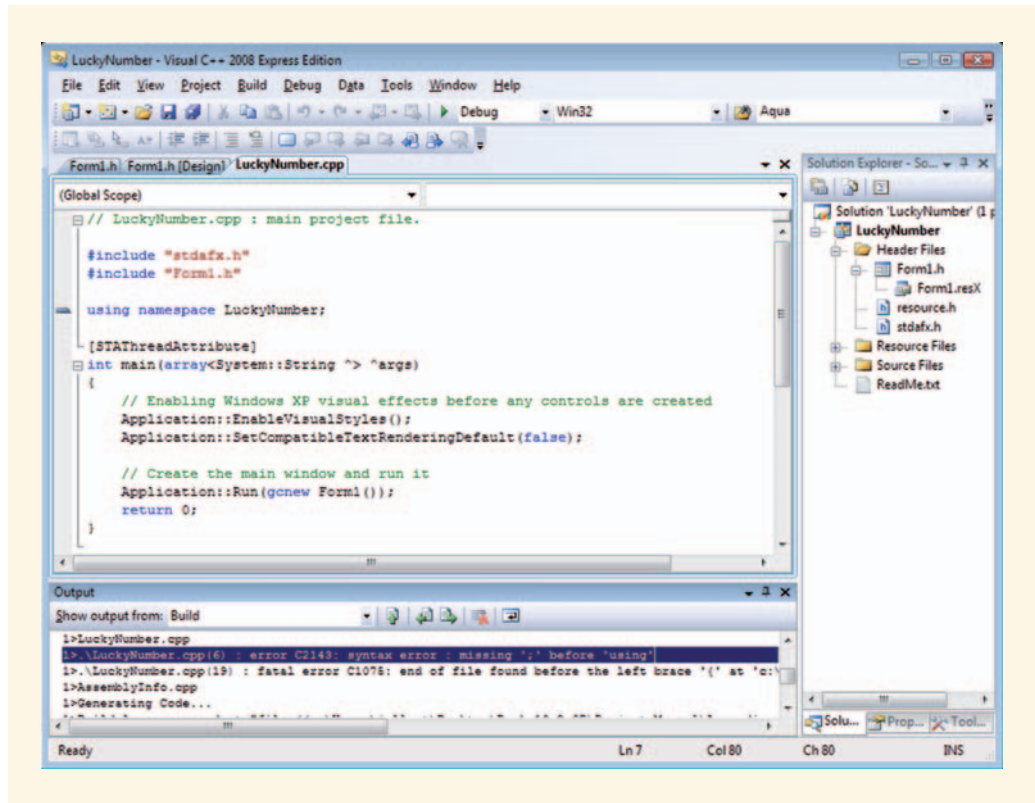 LuckyNumber - Visual C++ 2008 Express Edition
File Edit View Project Build Debug Data Tools Window Help
Debug Win32 Aqua
Form1.h Form1.h [Design] LuckyNumber.cpp
(Global Scope)
// LuckyNumber.cpp : main project file.
#include "stdafx.h"
#include "Form1.h"
using namespace LuckyNumber;
[STAThreadAttribute]
int main(array<System::String ^> ^args)
{
// Enabling Windows XP visual effects before any controls are created
Application::EnableVisualStyles();
Application::SetCompatibleTextRenderingDefault(false);
// Create the main window and run it
Application::Run(gcnew Form1());
return 0;
}
Solution Explorer - So...
Solution 'LuckyNumber' (1 p
LuckyNumber
Header Files
Form1.h
Form1.resX
resource.h
stdafx.h
Resource Files
Source Files
ReadMe.txt
Solu... Prop... Tool...
Output
Show output from: Build
1>LuckyNumber.cpp
1>.\LuckyNumber.cpp(6) : error C2143: syntax error : missing ';' before 'using'
1>.\LuckyNumber.cpp(19) : fatal error C1075: end of file found before the left brace '{' at 'c:\
1>AssemblyInfo.cpp
1>Generating Code...
Ready Ln 7 Col 80 Ch 80 INS